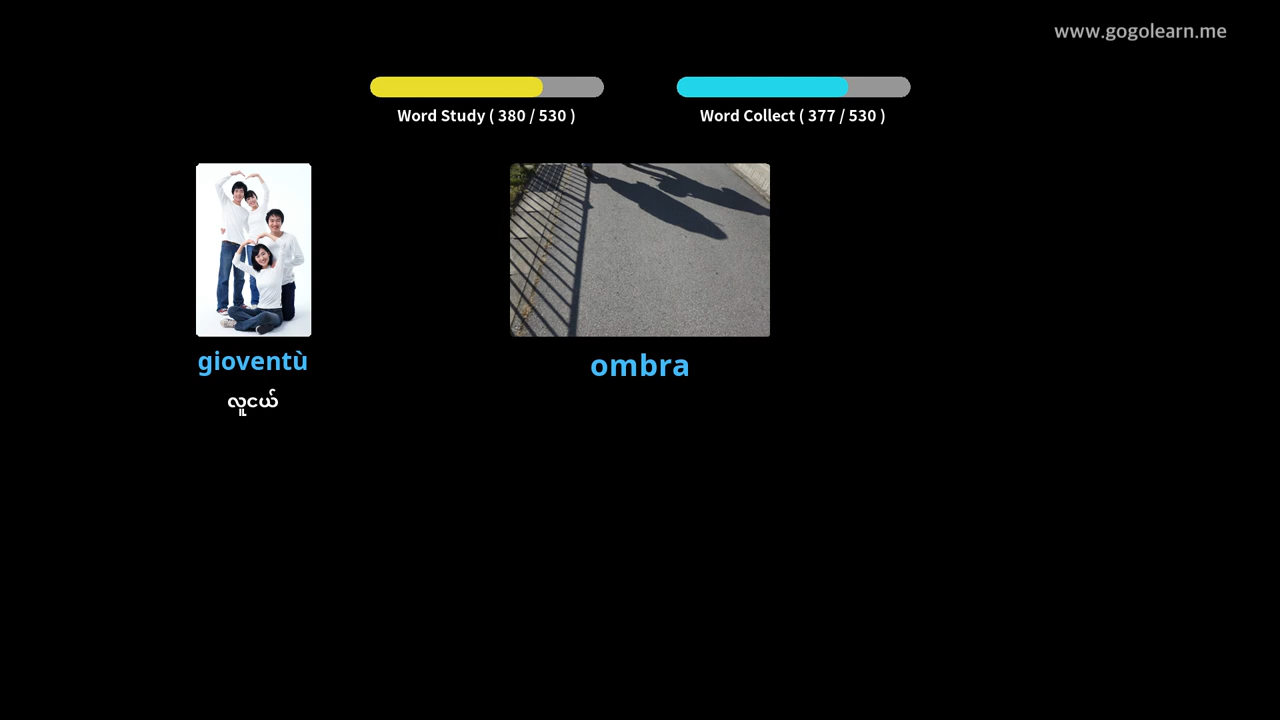 www.gogolearn.me
Word Study ( 380 / 530 )
Word Collect ( 377 / 530 )
gioventù
လူငယ်
ombra